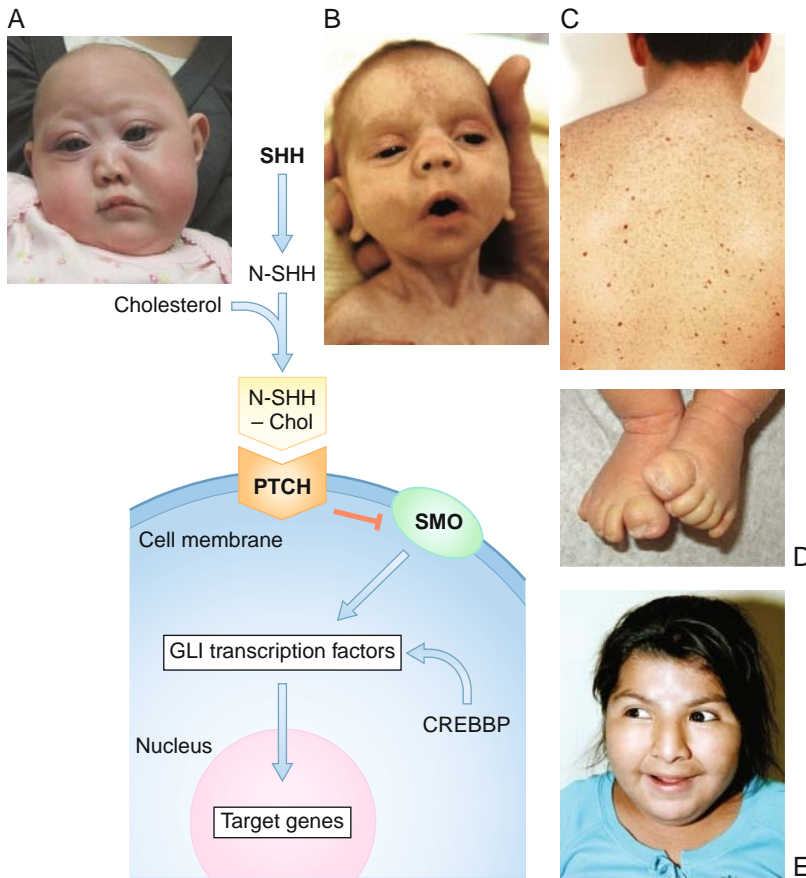 A
B
C
SHH
N-SHH
Cholesterol
N-SHH
– Chol
PTCH
SMO
Cell membrane
D
GLI transcription factors
CREBBP
Nucleus
Target genes
E